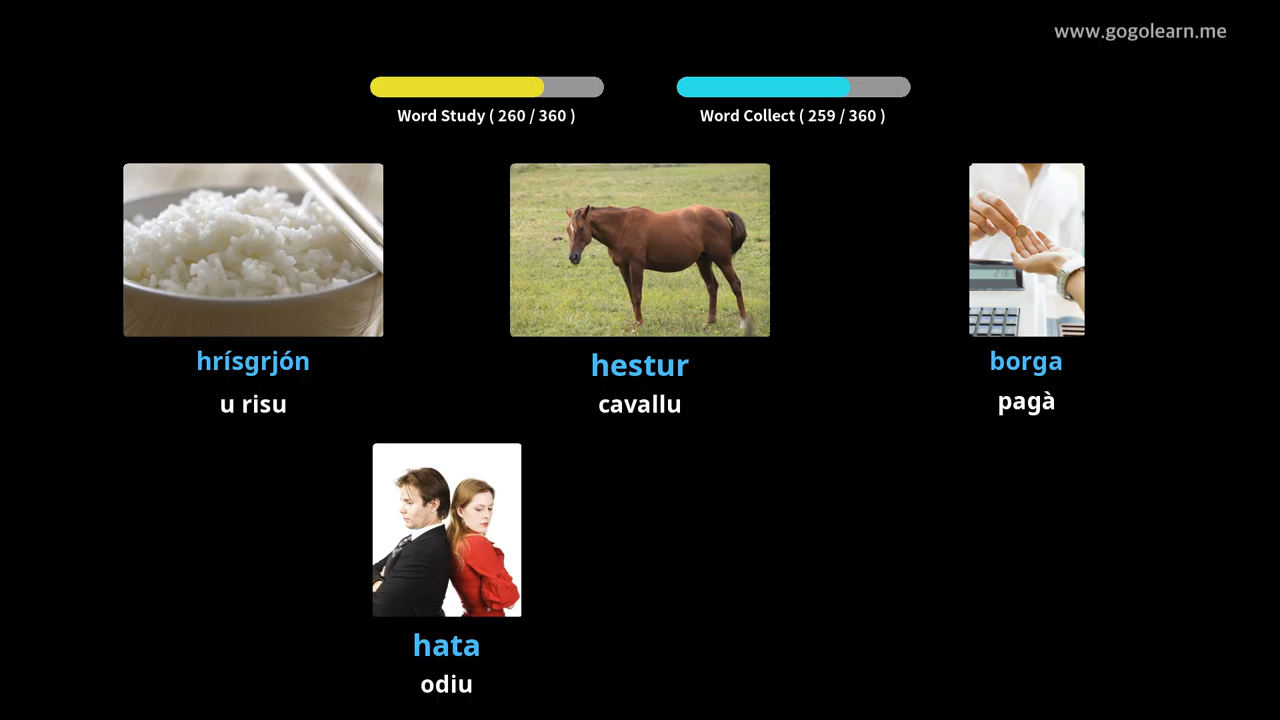 www.gogolearn.me
Word Study ( 260 / 360 )
Word Collect ( 259 / 360 )
hrísgrjón
u risu
hestur
cavallu
borga
pagà
hata
odiu